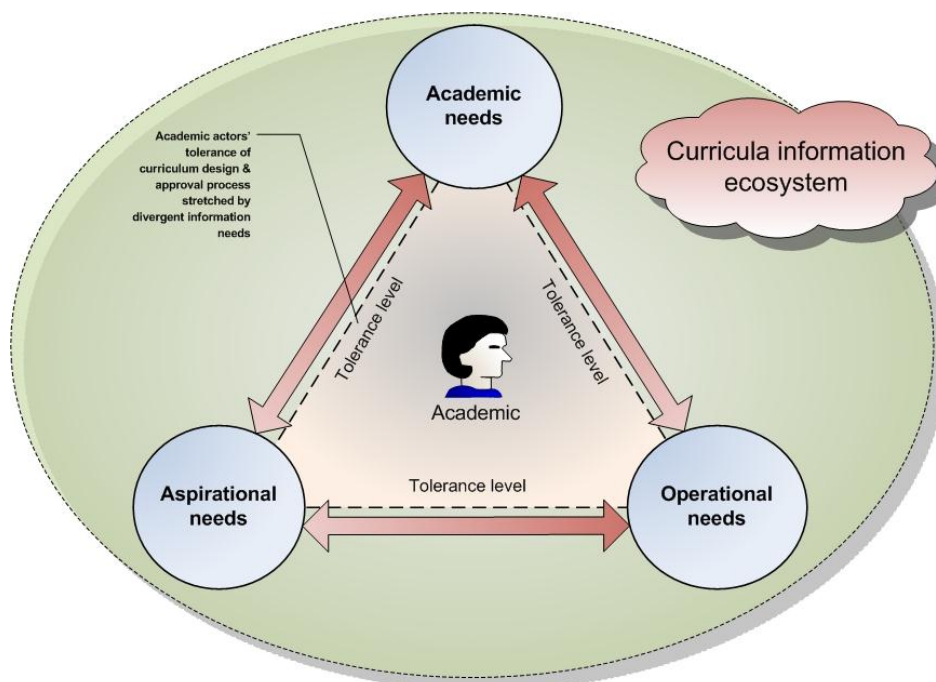 Academic
needs
Academic actors'
tolerance of
curriculum design &
approval process
stretched by
divergent information
needs
Curricula information
ecosystem
Tolerance level
Tolerance level
Academic
Aspirational
needs
Tolerance level
Operational
needs